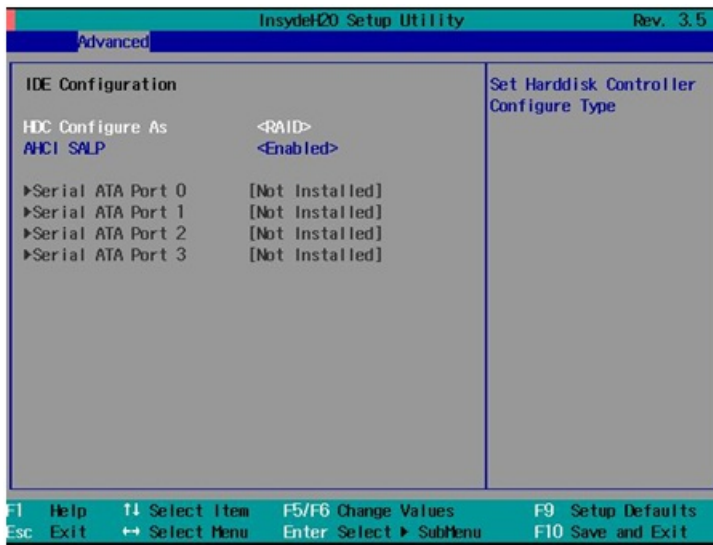 InsydeH2O Setup Utility Rev. 3.5
Advanced
IDE Configuration
HDC Configure As <RAID>
AHCI SALP <Enabled>
▶Serial ATA Port 0 [Not Installed]
▶Serial ATA Port 1 [Not Installed]
▶Serial ATA Port 2 [Not Installed]
▶Serial ATA Port 3 [Not Installed]
Set Harddisk Controller
Configure Type
F1 Help ↑↓ Select Item F5/F6 Change Values F9 Setup Defaults
Esc Exit ↔ Select Menu Enter Select ▶ SubMenu F10 Save and Exit